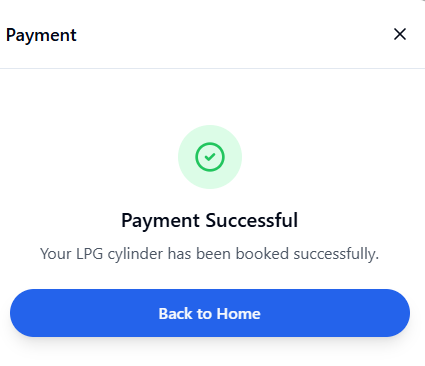 Payment
Payment Successful
Your LPG cylinder has been booked successfully.
Back to Home